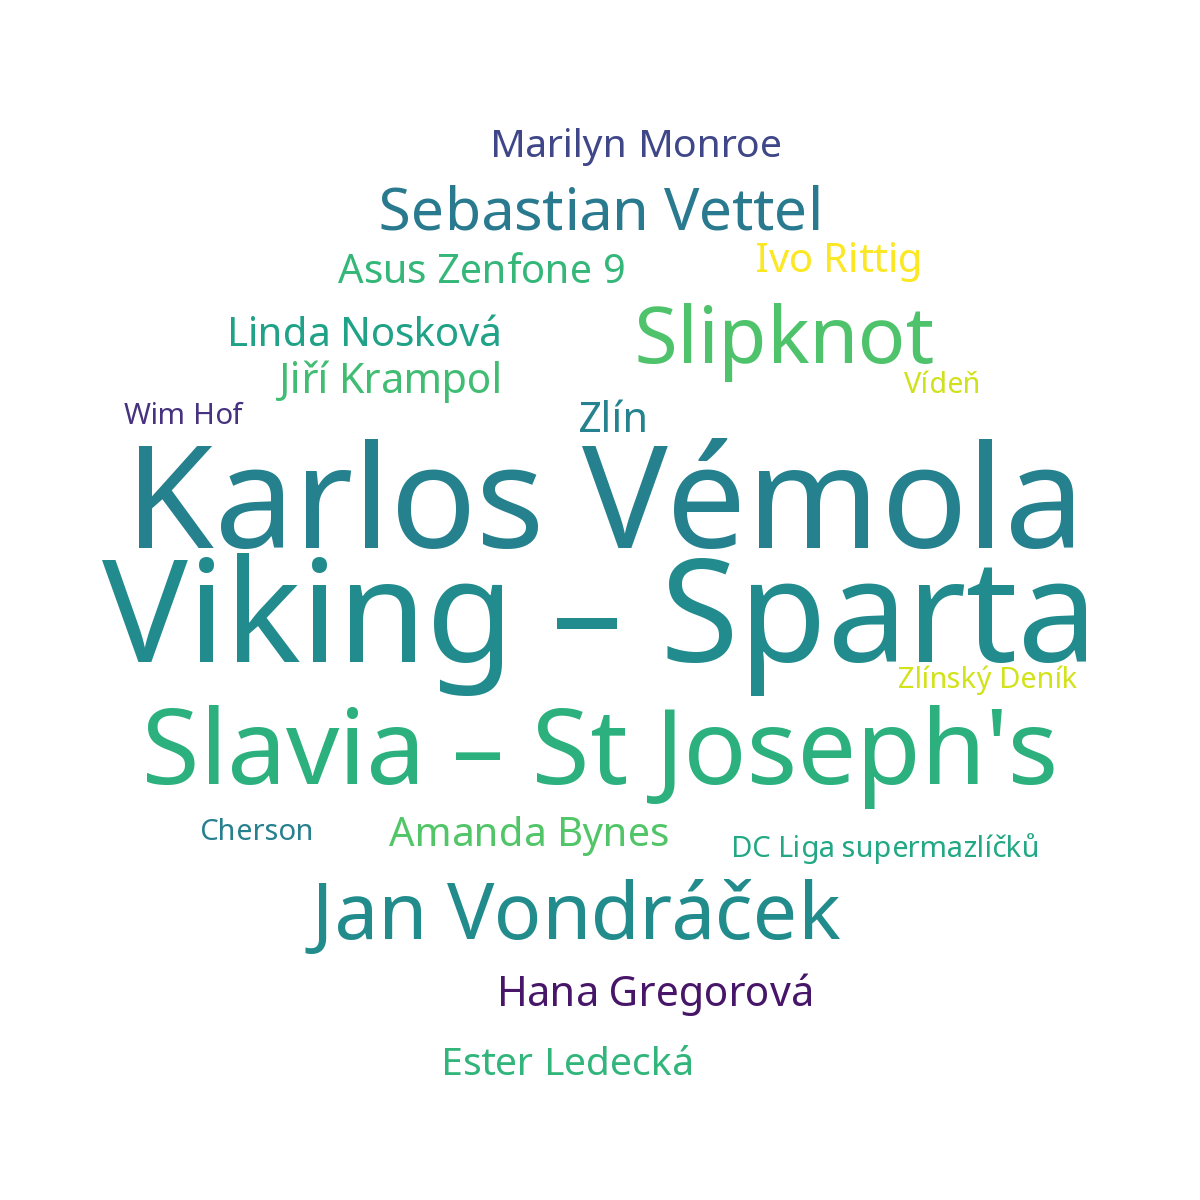 Marilyn Monroe
Sebastian Vettel
Ivo Rittig
Asus Zenfone 9
Linda Nosková
Slipknot
Jiří Krampol
Vídeň
Wim Hof
Zlín
Karlos Vémola
Viking – Sparta
Zlínský Deník
Slavia – St Joseph's
Cherson
Amanda Bynes
DC Liga supermazlíčků
Jan Vondráček
Hana Gregorová
Ester Ledecká